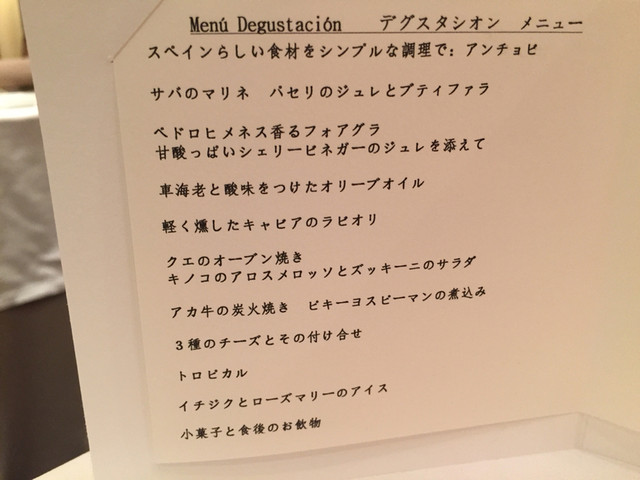 Menú Degustación デグスタシオン メニュー
スペインらしい食材をシンプルな調理で: アンチョビ
サバのマリネ パセリのジュレとブティファラ
ペドロヒメネス香るフォアグラ
甘酸っぱいシェリービネガーのジュレを添えて
車海老と酸味をつけたオリーブオイル
軽く燻したキャビアのラビオリ
クエのオーブン焼き
キノコのアロスメロッソとズッキーニのサラダ
アカ牛の炭火焼き ピキーヨスピーマンの煮込み
3種のチーズとその付け合せ
トロピカル
イチジクとローズマリーのアイス
小菓子と食後のお飲物